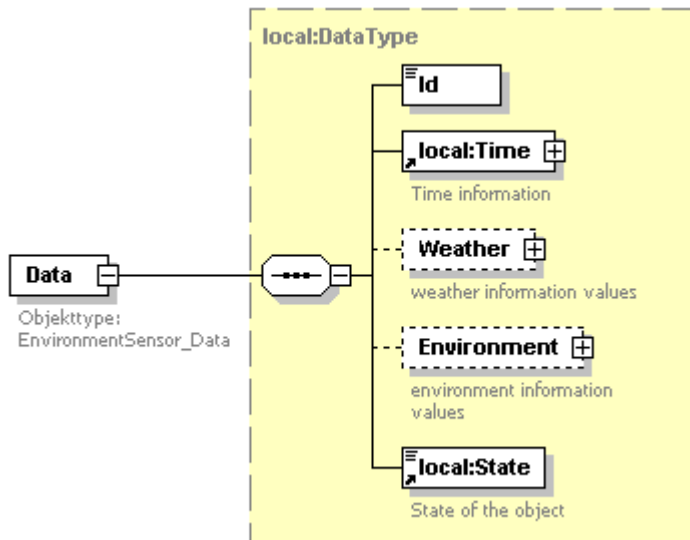 local:DataType
Id
local:Time
Time information
Weather
weather information values
Data
Objekttype:
EnvironmentSensor_Data
Environment
environment information
values
local:State
State of the object